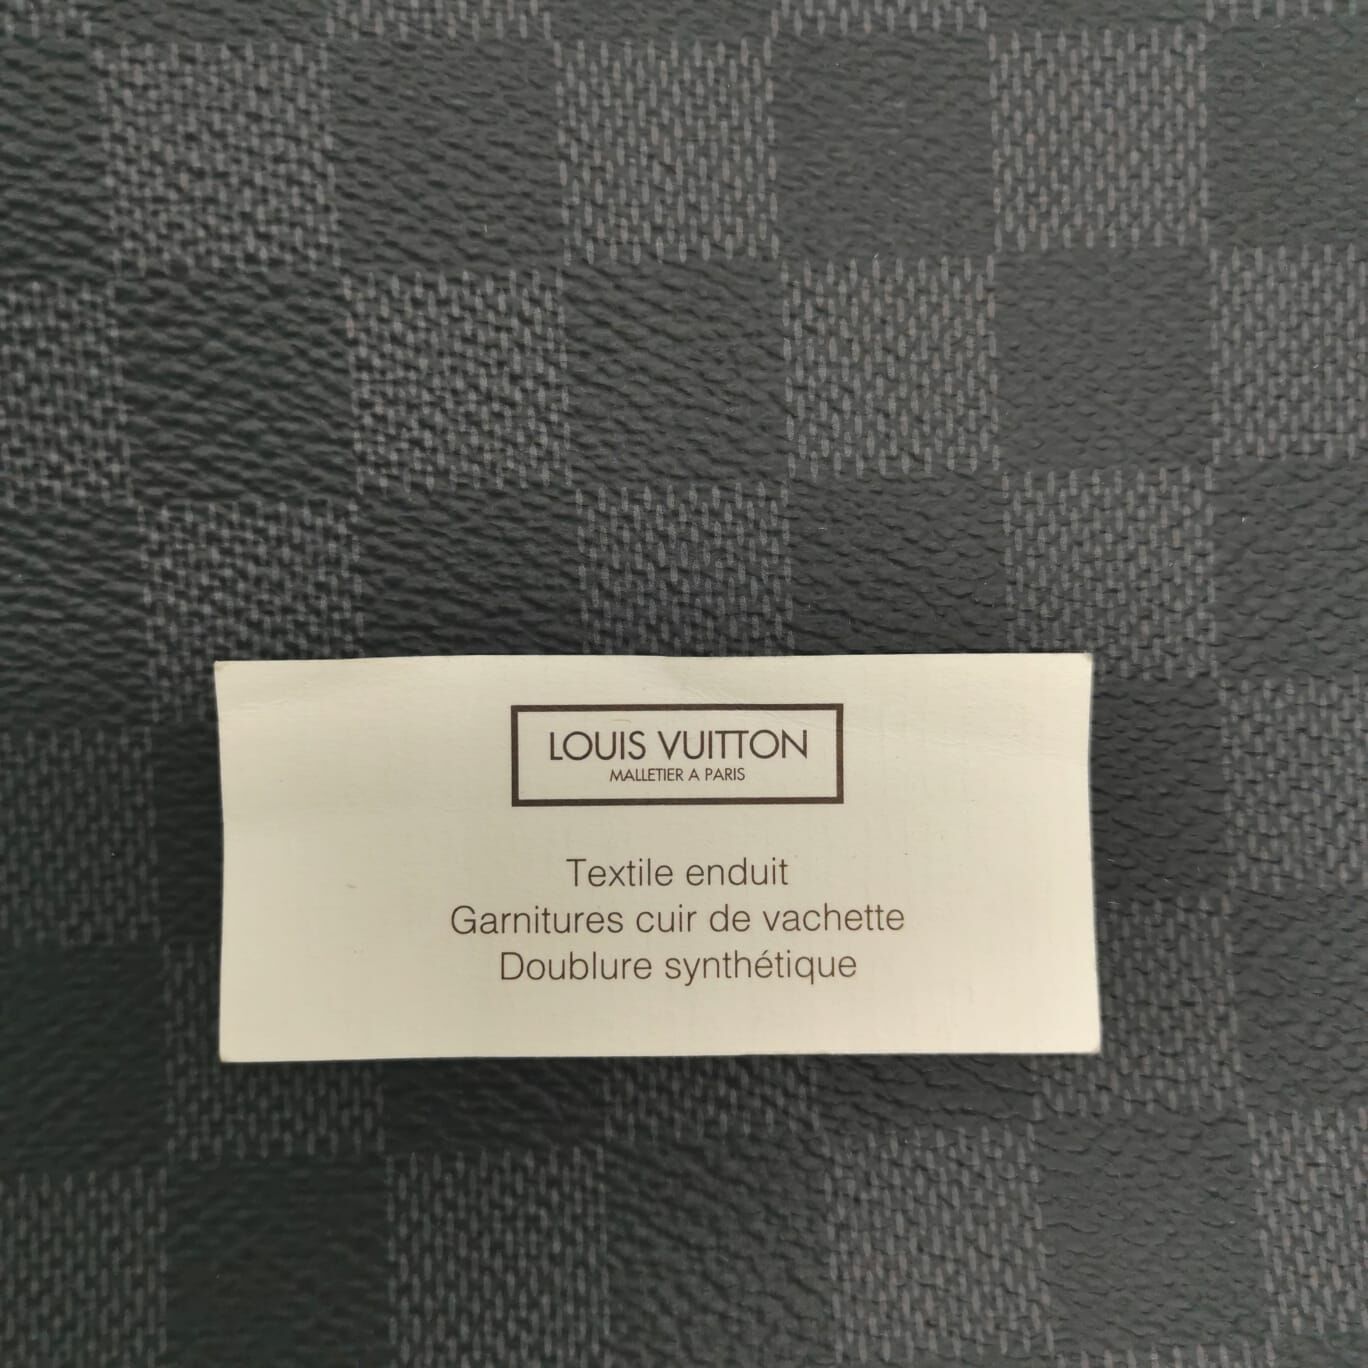 LOUIS VUITTON
MALLETIER A PARIS
Textile enduit
Garnitures cuir de vachette
Doublure synthétique